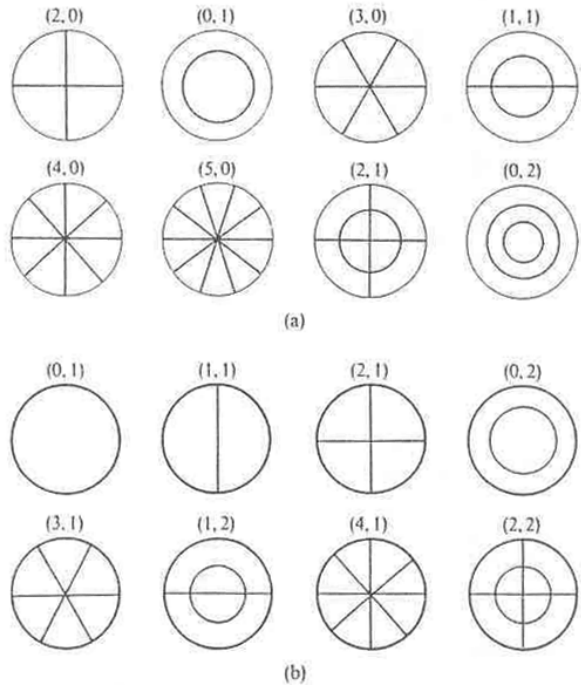 (2, 0) (0, 1) (3, 0) (1, 1)
(4, 0) (5, 0) (2, 1) (0, 2)
(a)
(0, 1) (1, 1) (2, 1) (0, 2)
(3, 1) (1, 2) (4, 1) (2, 2)
(b)